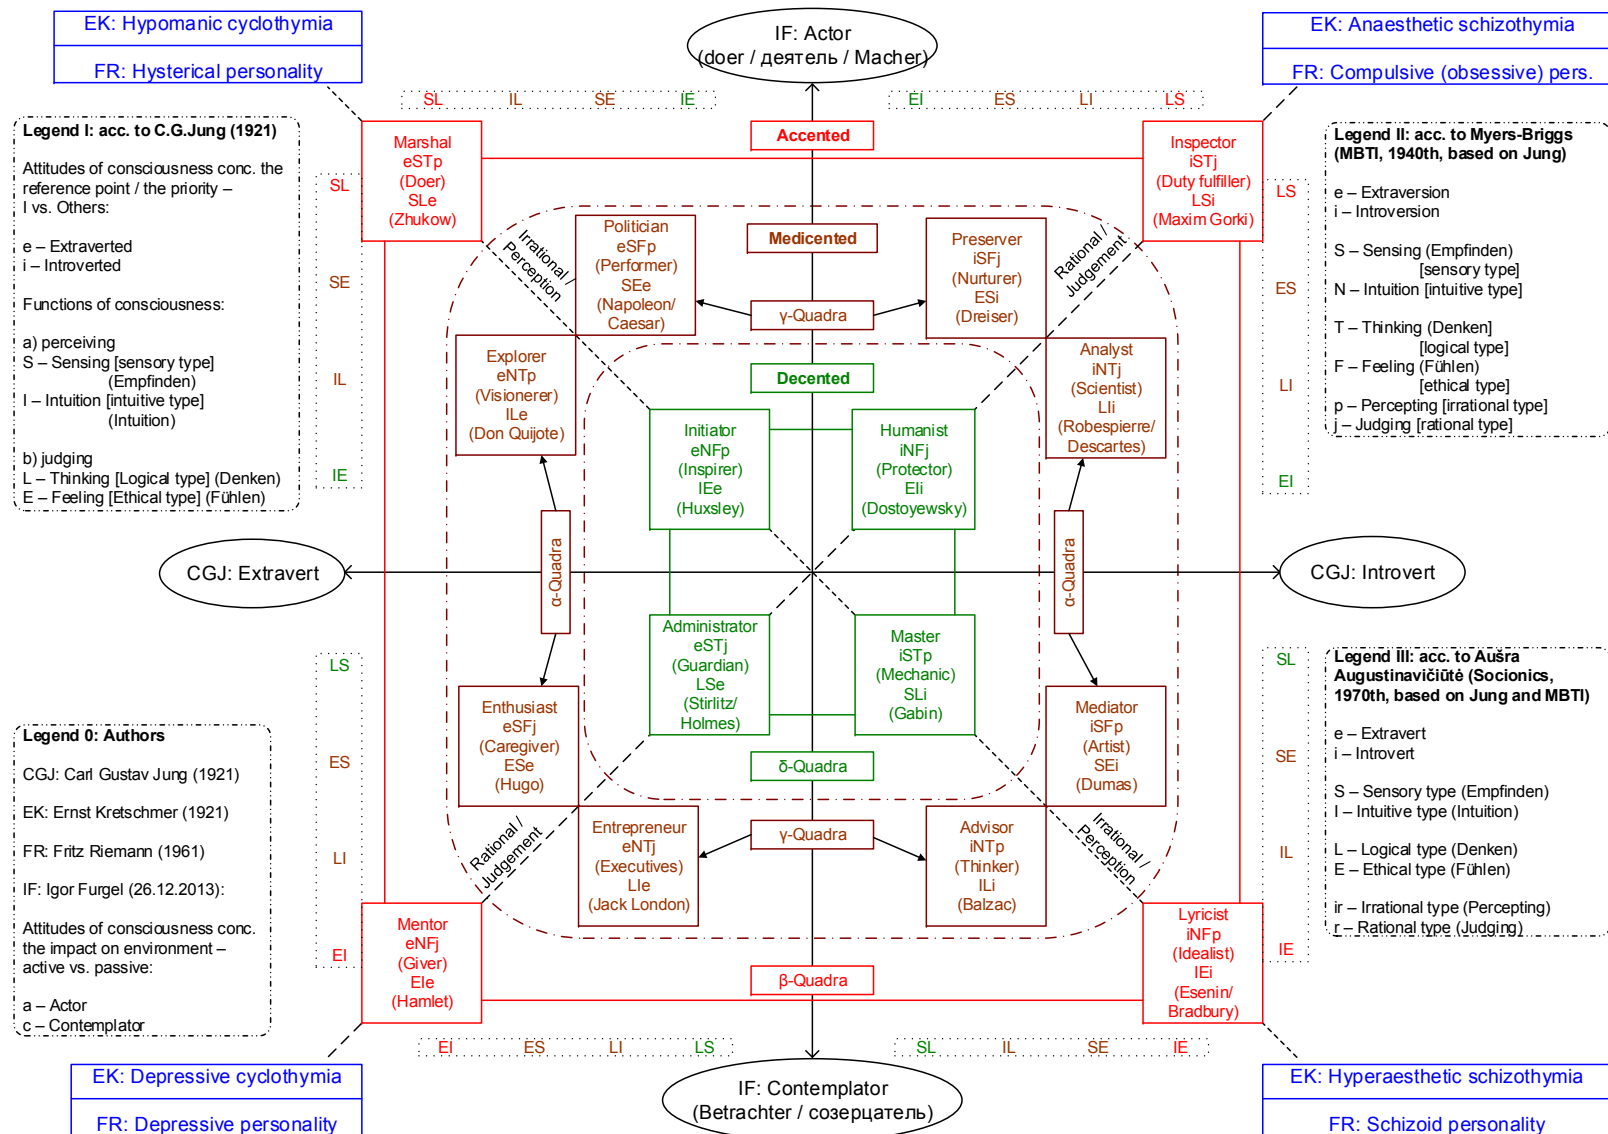 EK: Hypomanic cyclothymia
FR: Hysterical personality
IF: Actor
(doer / деятель / Macher)
EK: Anaesthetic schizothymia
FR: Compulsive (obsessive) pers.
SL IL SE IE
EI ES LI LS
Legend I: acc. to C.G.Jung (1921)
Attitudes of consciousness conc. the
reference point / the priority –
I vs. Others:
e – Extraverted
i – Introverted
Functions of consciousness:
a) perceiving
S – Sensing [sensory type]
(Empfinden)
I – Intuition [intuitive type]
(Intuition)
b) judging
L – Thinking [Logical type] (Denken)
E – Feeling [Ethical type] (Fühlen)
SL
SE
IL
IE
Marshal
eSTp
(Doer)
SLe
(Zhukow)
Accented
Inspector
iSTj
(Duty fulfiller)
LSi
(Maxim Gorki)
LS
ES
LI
EI
Legend II: acc. to Myers-Briggs
(MBTI, 1940th, based on Jung)
e – Extraversion
i – Introversion
S – Sensing (Empfinden)
[sensory type]
N – Intuition [intuitive type]
T – Thinking (Denken]
[logical type]
F – Feeling (Fühlen)
[ethical type]
p – Percepting [irrational type]
j – Judging [rational type]
Irrational /
Perception
Politician
eSFp
(Performer)
SEe
(Napoleon/
Caesar)
Medicented
γ-Quadra
Preserver
iSFj
(Nurturer)
ESi
(Dreiser)
Rational /
Judgement
Explorer
eNTp
(Visionerer)
ILe
(Don Quijote)
Decented
Analyst
iNTj
(Scientist)
LIi
(Robespierre/
Descartes)
Initiator
eNFp
(Inspirer)
IEe
(Huxsley)
Humanist
iNFj
(Protector)
EIi
(Dostoyewsky)
CGJ: Extravert
α-Quadra
α-Quadra
CGJ: Introvert
Administrator
eSTj
(Guardian)
LSe
(Stirlitz/
Holmes)
Master
iSTp
(Mechanic)
SLi
(Gabin)
LS
ES
LI
EI
Enthusiast
eSFj
(Caregiver)
ESe
(Hugo)
δ-Quadra
Mediator
iSFp
(Artist)
SEi
(Dumas)
SL
SE
IL
IE
Legend III: acc. to Aušra
Augustinavičiūtė (Socionics,
1970th, based on Jung and MBTI)
e – Extravert
i – Introvert
S – Sensory type (Empfinden)
I – Intuitive type (Intuition)
L – Logical type (Denken)
E – Ethical type (Fühlen)
ir – Irrational type (Percepting)
r – Rational type (Judging)
Legend 0: Authors
CGJ: Carl Gustav Jung (1921)
EK: Ernst Kretschmer (1921)
FR: Fritz Riemann (1961)
IF: Igor Furgel (26.12.2013):
Attitudes of consciousness conc.
the impact on environment –
active vs. passive:
a – Actor
c – Contemplator
Rational /
Judgement
Entrepreneur
eNTj
(Executives)
LIe
(Jack London)
γ-Quadra
Advisor
iNTp
(Thinker)
ILi
(Balzac)
Irrational /
Perception
Mentor
eNFj
(Giver)
EIe
(Hamlet)
β-Quadra
Lyricist
iNFp
(Idealist)
IEi
(Esenin/
Bradbury)
EI ES LI LS
SL IL SE IE
EK: Depressive cyclothymia
FR: Depressive personality
IF: Contemplator
(Betrachter / созерцатель)
EK: Hyperaesthetic schizothymia
FR: Schizoid personality